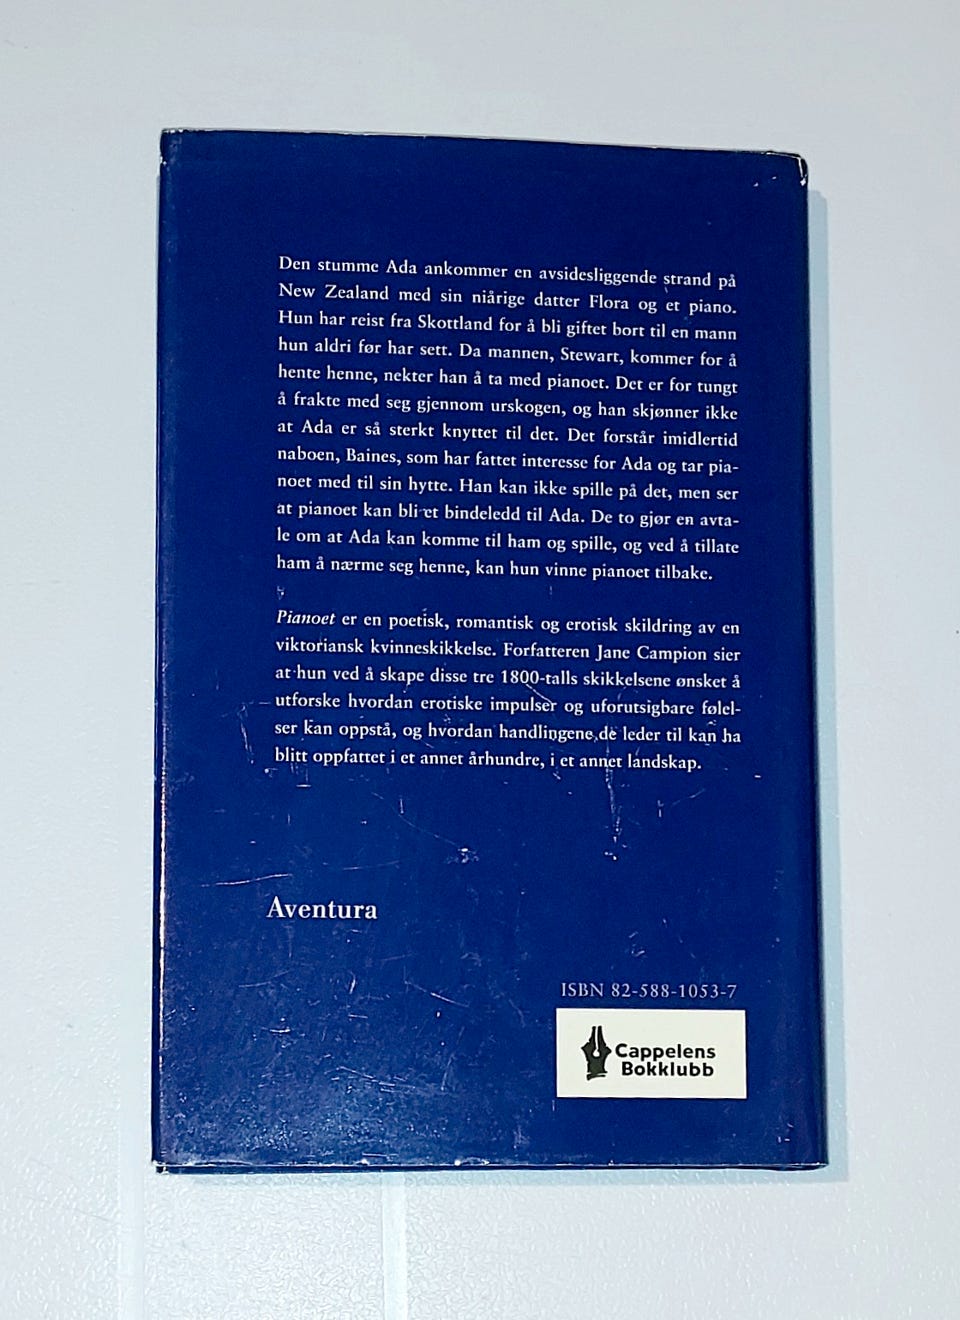 Den stumme Ada ankommer en avsidesliggende strand på
New Zealand med sin niårige datter Flora og et piano.
Hun har reist fra Skottland for å bli giftet bort til en mann
hun aldri før har sett. Da mannen, Stewart, kommer for å
hente henne, nekter han å ta med pianoet. Det er for tungt
å frakte med seg gjennom urskogen, og han skjønner ikke
at Ada er så sterkt knyttet til det. Det forstår imidlertid
naboen, Baines, som har fattet interesse for Ada og tar pia-
noet med til sin hytte. Han kan ikke spille på det, men ser
at pianoet kan bli et bindeledd til Ada. De to gjør en avta-
le om at Ada kan komme til ham og spille, og ved å tillate
ham å nærme seg henne, kan hun vinne pianoet tilbake.
Pianoet er en poetisk, romantisk og erotisk skildring av en
viktoriansk kvinneskikkelse. Forfatteren Jane Campion sier
at hun ved å skape disse tre 1800-talls skikkelsene ønsket å
utforske hvordan erotiske impulser og uforutsigbare følel-
ser kan oppstå, og hvordan handlingene de leder til kan ha
blitt oppfattet i et annet århundre, i et annet landskap.
Aventura
ISBN 82-588-1053-7
Cappelens
Bokklubb